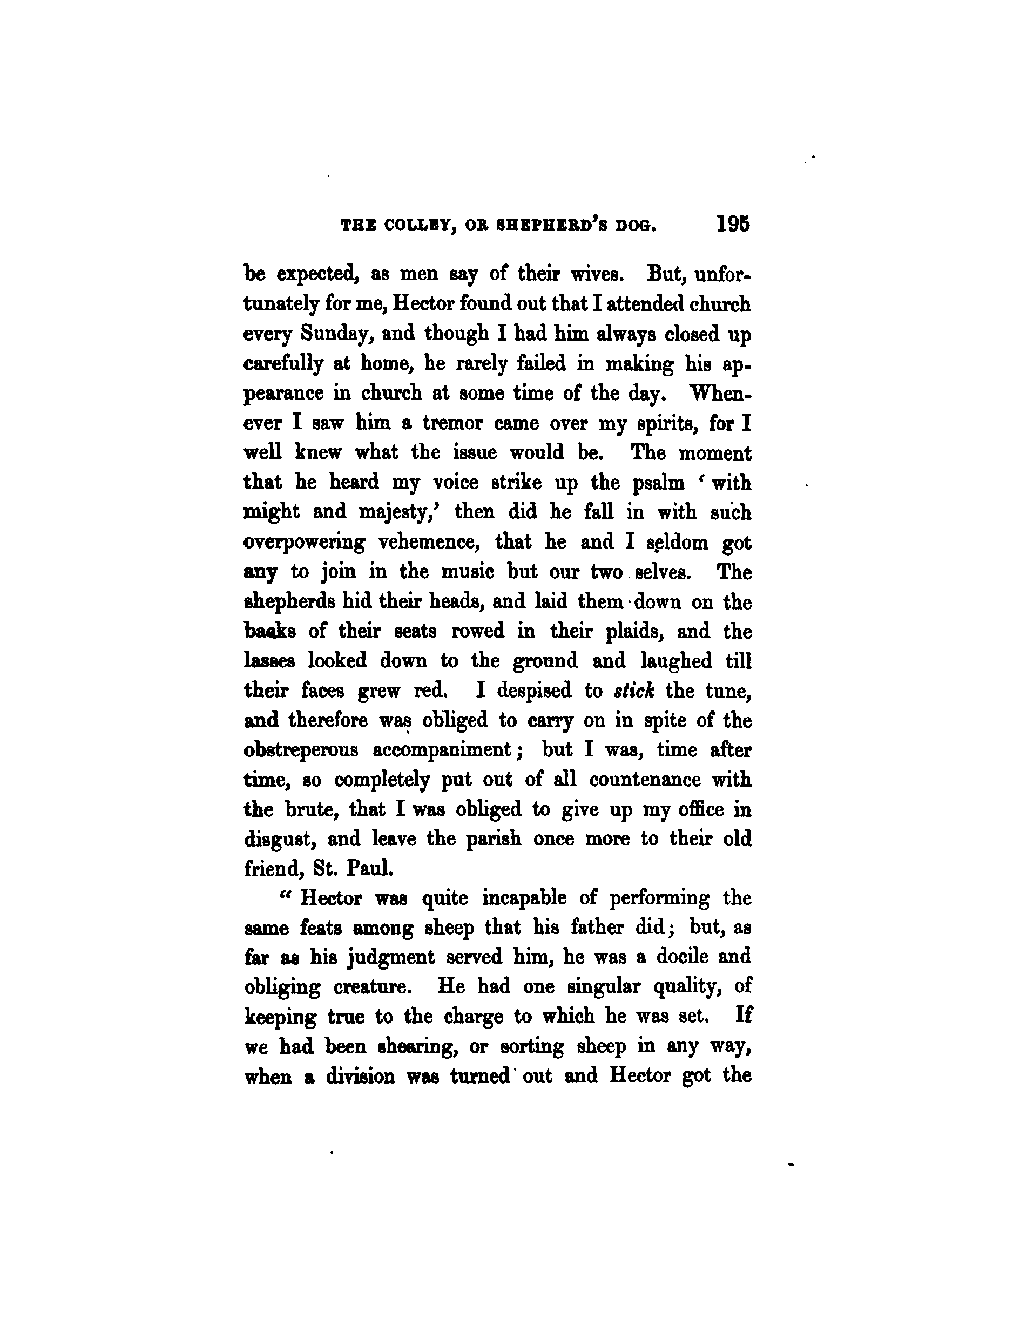 THE COLLEY, OR SHEPHERD'S DOG. 195
be expected, as men say of their wives. But, unfor-
tunately for me, Hector found out that I attended church
every Sunday, and though I had him always closed up
carefully at home, he rarely failed in making his ap-
pearance in church at some time of the day. When-
ever I saw him a tremor came over my spirits, for I
well knew what the issue would be. The moment
that he heard my voice strike up the psalm ‘with
might and majesty,’ then did he fall in with such
overpowering vehemence, that he and I seldom got
any to join in the music but our two selves. The
shepherds hid their heads, and laid them down on the
backs of their seats rowed in their plaids, and the
lasses looked down to the ground and laughed till
their faces grew red. I despised to stick the tune,
and therefore was obliged to carry on in spite of the
obstreperous accompaniment; but I was, time after
time, so completely put out of all countenance with
the brute, that I was obliged to give up my office in
disgust, and leave the parish once more to their old
friend, St. Paul.
“Hector was quite incapable of performing the
same feats among sheep that his father did; but, as
far as his judgment served him, he was a docile and
obliging creature. He had one singular quality, of
keeping true to the charge to which he was set. If
we had been shearing, or sorting sheep in any way,
when a division was turned out and Hector got the